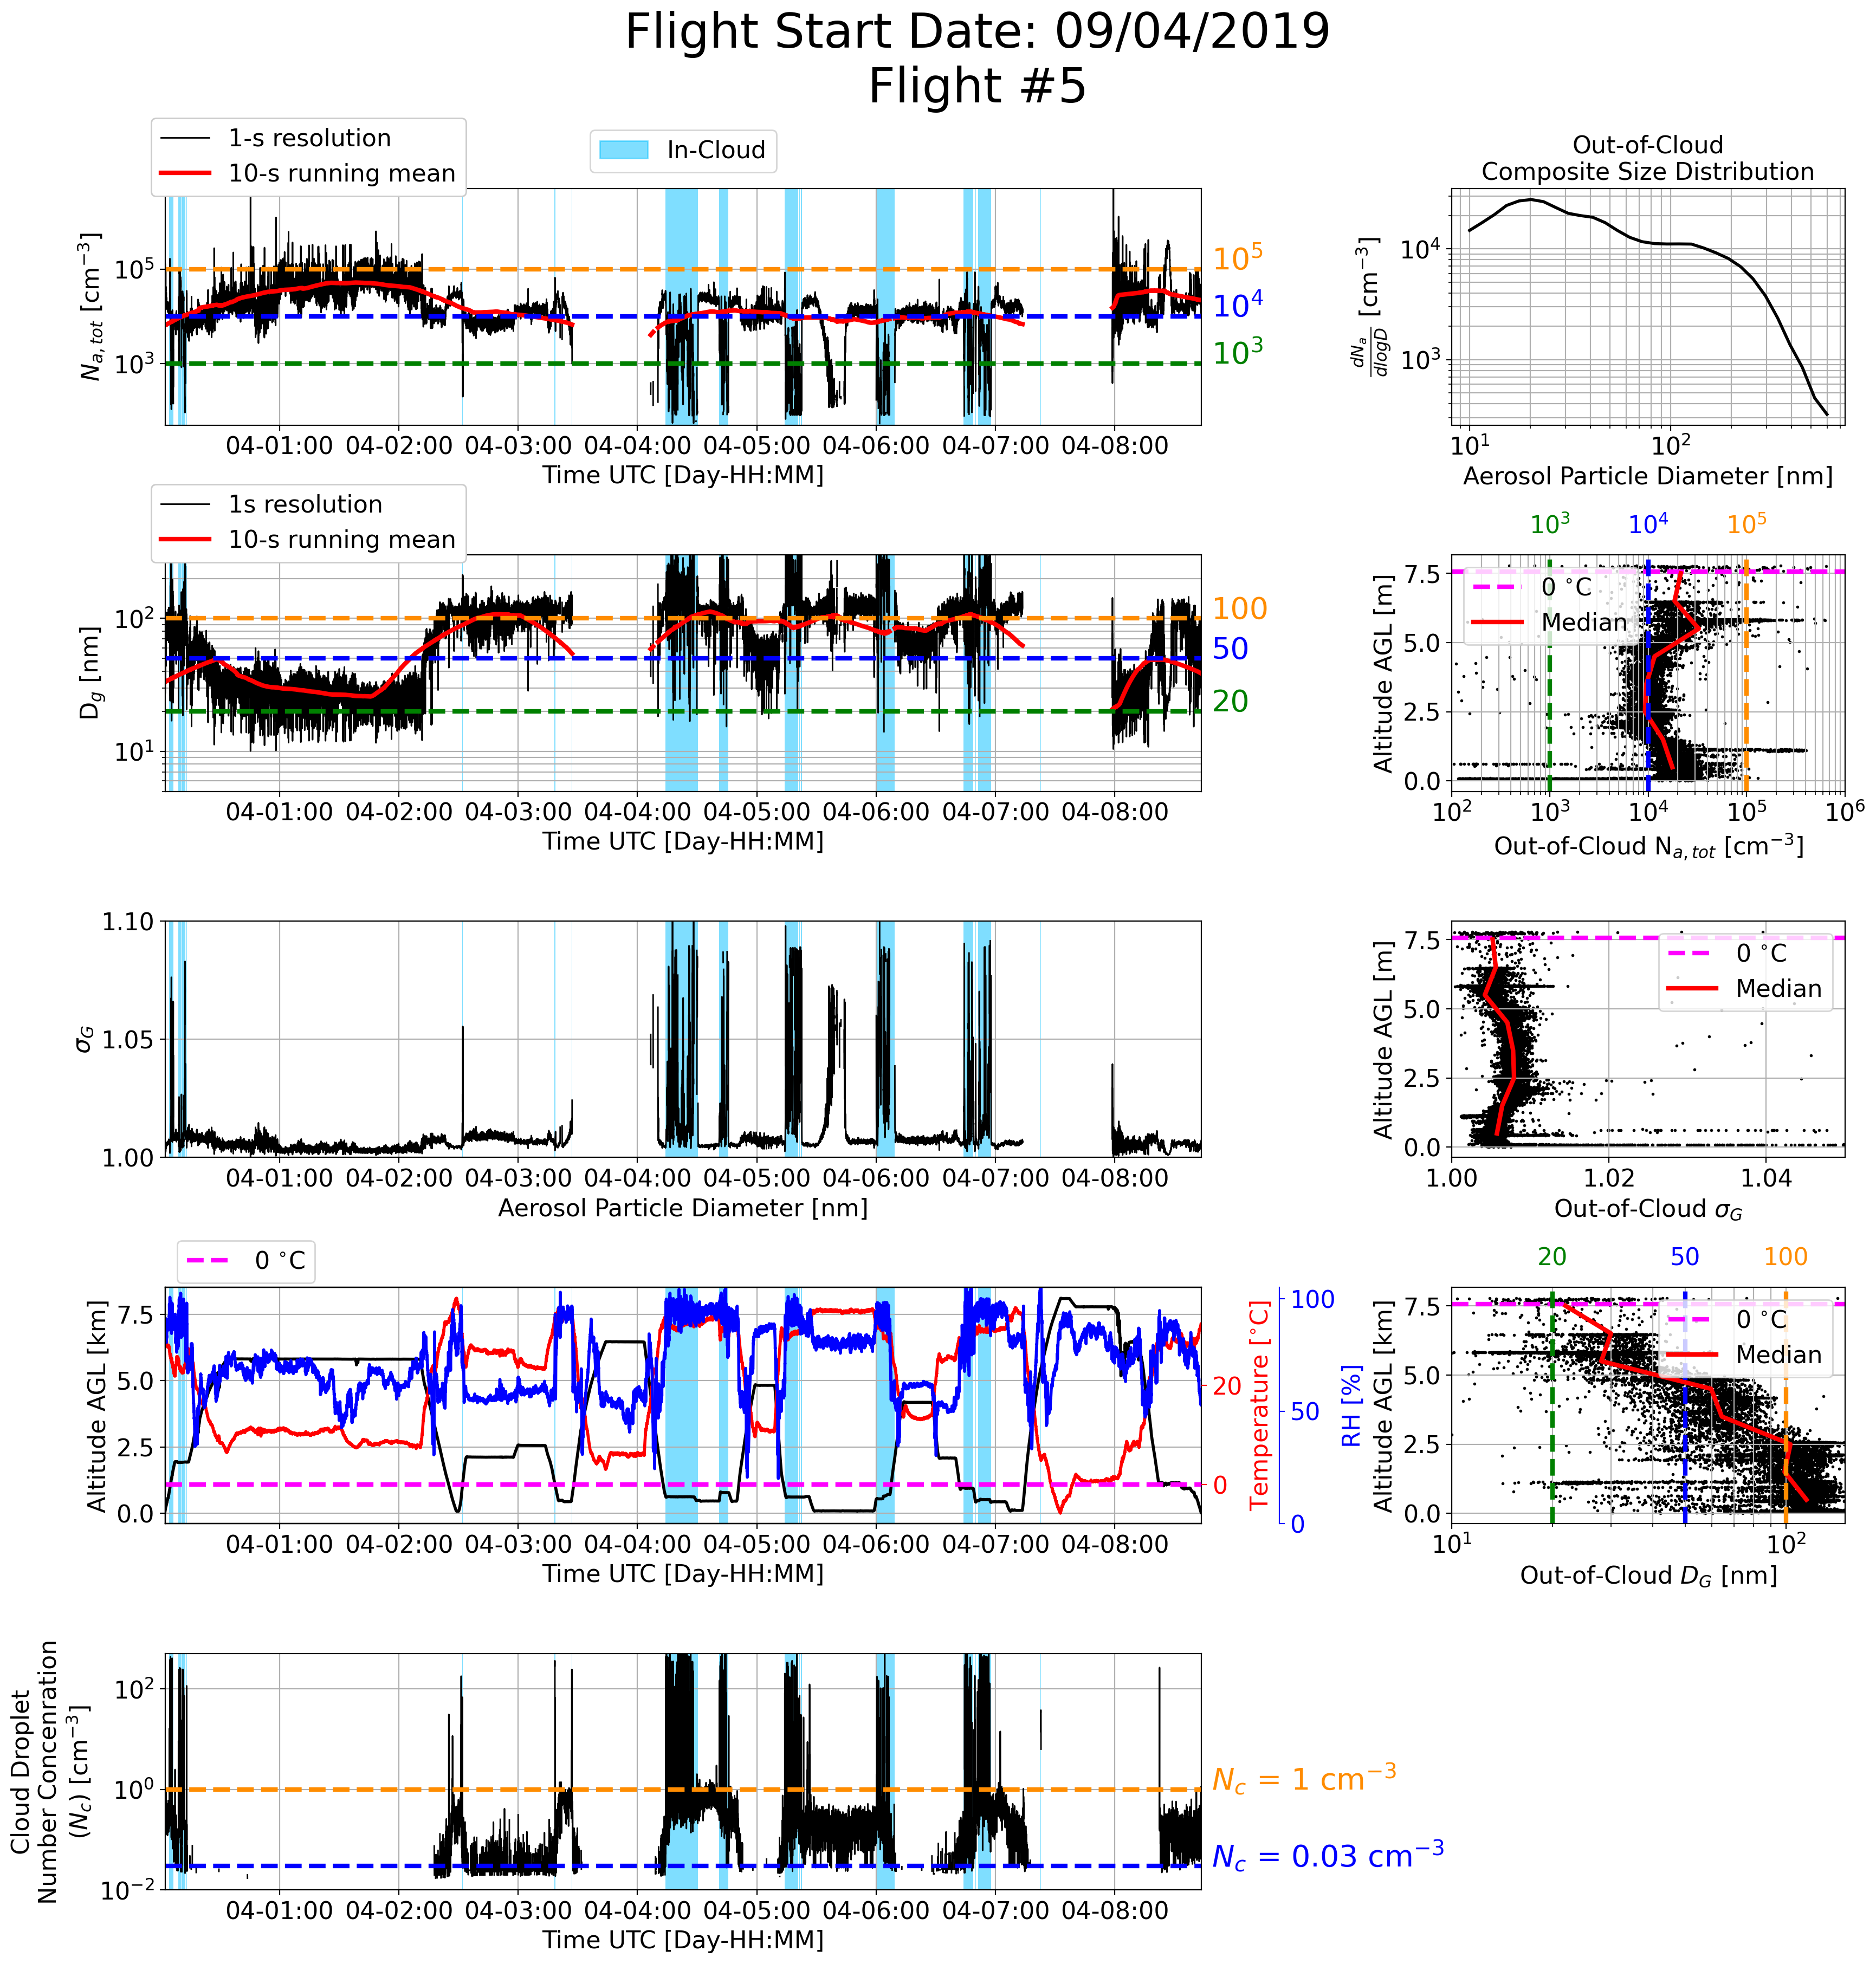 Flight Start Date: 09/04/2019
Flight #5
1-s resolution
10-s running mean
In-Cloud
N_{a,tot} [cm^{-3}]
10^5
10^3
10^5
10^4
10^3
04-01:00 04-02:00 04-03:00 04-04:00 04-05:00 04-06:00 04-07:00 04-08:00
Time UTC [Day-HH:MM]
Out-of-Cloud
Composite Size Distribution
dN_a/dlogD [cm^{-3}]
10^4
10^3
10^1 10^2
Aerosol Particle Diameter [nm]
1s resolution
10-s running mean
D_g [nm]
10^2
10^1
100
50
20
04-01:00 04-02:00 04-03:00 04-04:00 04-05:00 04-06:00 04-07:00 04-08:00
Time UTC [Day-HH:MM]
10^3 10^4 10^5
Altitude AGL [m]
7.5
5.0
2.5
0.0
0 °C
Median
10^2 10^3 10^4 10^5 10^6
Out-of-Cloud N_{a,tot} [cm^{-3}]
σ_G
1.10
1.05
1.00
04-01:00 04-02:00 04-03:00 04-04:00 04-05:00 04-06:00 04-07:00 04-08:00
Aerosol Particle Diameter [nm]
Altitude AGL [m]
7.5
5.0
2.5
0.0
0 °C
Median
1.00 1.02 1.04
Out-of-Cloud σ_G
0 °C
Altitude AGL [km]
7.5
5.0
2.5
0.0
20
0
Temperature [°C]
100
50
0
RH [%]
04-01:00 04-02:00 04-03:00 04-04:00 04-05:00 04-06:00 04-07:00 04-08:00
Time UTC [Day-HH:MM]
20 50 100
Altitude AGL [km]
7.5
5.0
2.5
0.0
0 °C
Median
10^1 10^2
Out-of-Cloud D_G [nm]
Cloud Droplet
Number Concenration
(N_c) [cm^{-3}]
10^2
10^0
10^{-2}
N_c = 1 cm^{-3}
N_c = 0.03 cm^{-3}
04-01:00 04-02:00 04-03:00 04-04:00 04-05:00 04-06:00 04-07:00 04-08:00
Time UTC [Day-HH:MM]